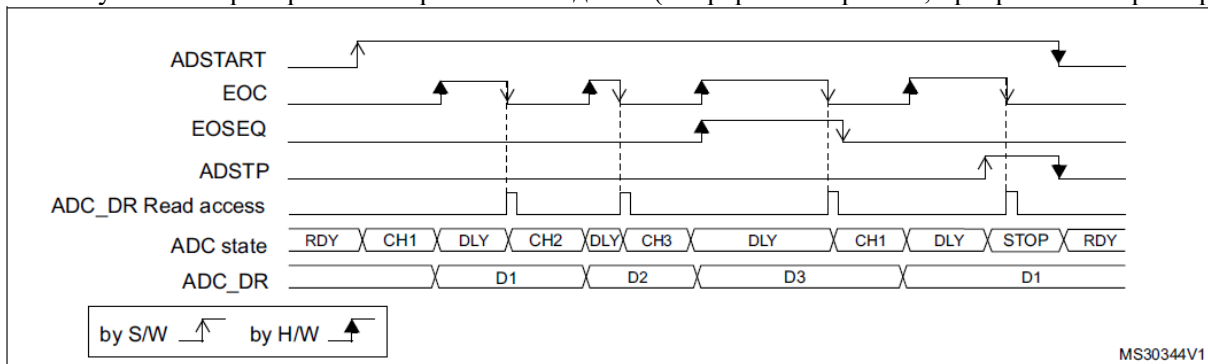 ADSTART
EOC
EOSEQ
ADSTP
ADC_DR Read access
ADC state RDY CH1 DLY CH2 DLY CH3 DLY CH1 DLY STOP RDY
ADC_DR D1 D2 D3 D1
by S/W by H/W
MS30344V1